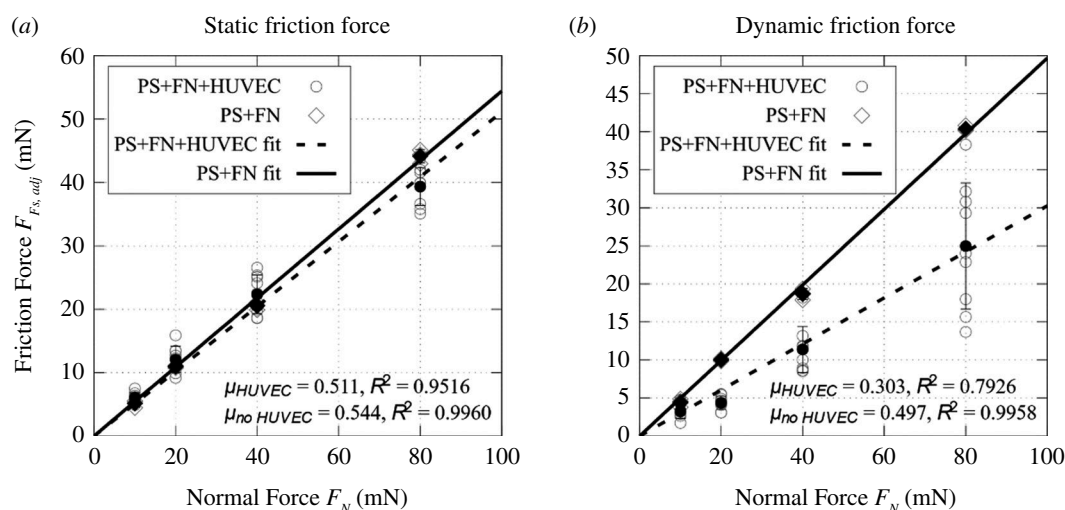 (a) Static friction force
60
50
40
30
20
10
0
Friction Force F_Fs, adj (mN)
PS+FN+HUVEC
PS+FN
PS+FN+HUVEC fit
PS+FN fit
μHUVEC = 0.511, R² = 0.9516
μno HUVEC = 0.544, R² = 0.9960
0 20 40 60 80 100
Normal Force F_N (mN)
(b) Dynamic friction force
50
45
40
35
30
25
20
15
10
5
0
PS+FN+HUVEC
PS+FN
PS+FN+HUVEC fit
PS+FN fit
μHUVEC = 0.303, R² = 0.7926
μno HUVEC = 0.497, R² = 0.9958
0 20 40 60 80 100
Normal Force F_N (mN)